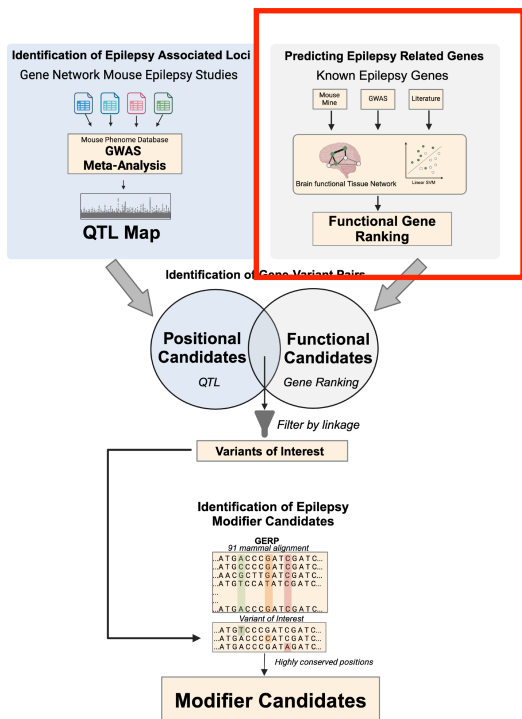 Identification of Epilepsy Associated Loci
Gene Network Mouse Epilepsy Studies
Mouse Phenome Database
GWAS
Meta-Analysis
QTL Map
Predicting Epilepsy Related Genes
Known Epilepsy Genes
Mouse
Mine
GWAS
Literature
Brain functional Tissue Network
Linear SVM
Functional Gene
Ranking
Identification of Gene-Variant Pairs
Positional
Candidates
QTL
Functional
Candidates
Gene Ranking
Filter by linkage
Variants of Interest
Identification of Epilepsy
Modifier Candidates
GERP
91 mammal alignment
...ATGACCCGATCGATC...
...ATGCCCCGATCGATC...
...AACGCTTGATCGATC...
...ATGTCCATATCGATC...
...
...
...ATGACCCGATCGATC...
Variant of Interest
...ATGTCCCGATCGATC...
...ATGACCCGATCGATC...
...ATGACCCGATAGATC...
Highly conserved positions
Modifier Candidates